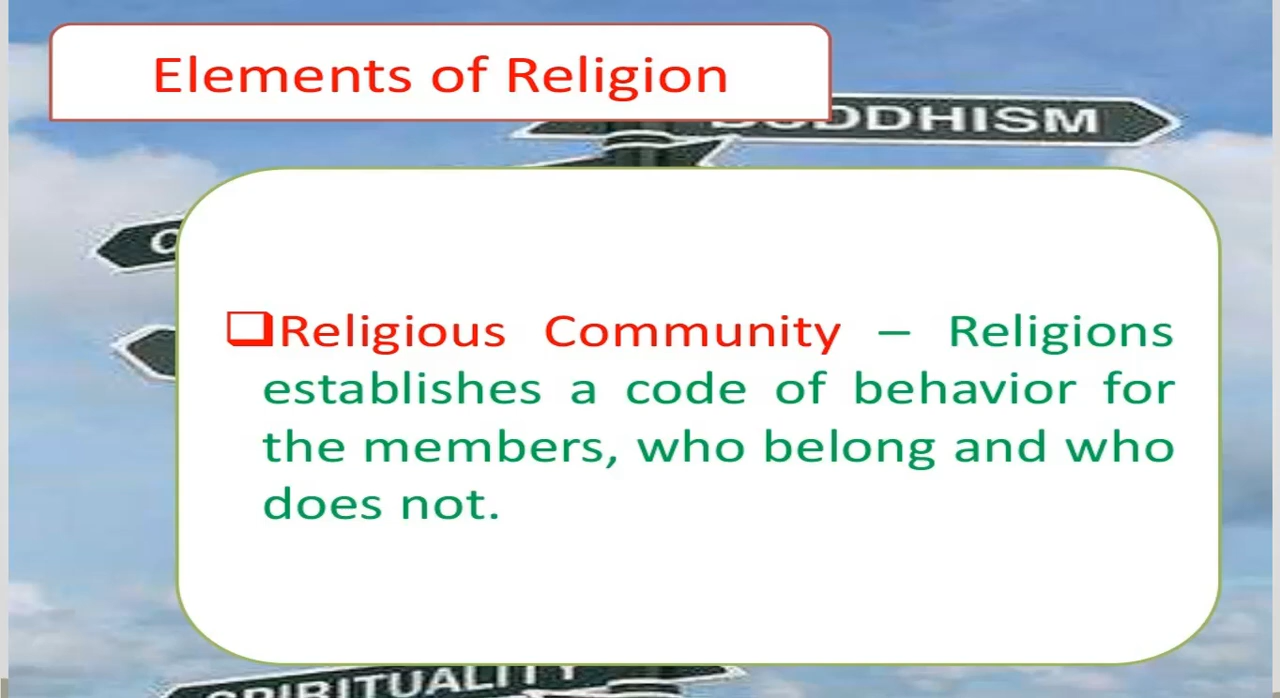 Elements of Religion
BUDDHISM
❑Religious Community – Religions
establishes a code of behavior for
the members, who belong and who
does not.
SPIRITUALITY